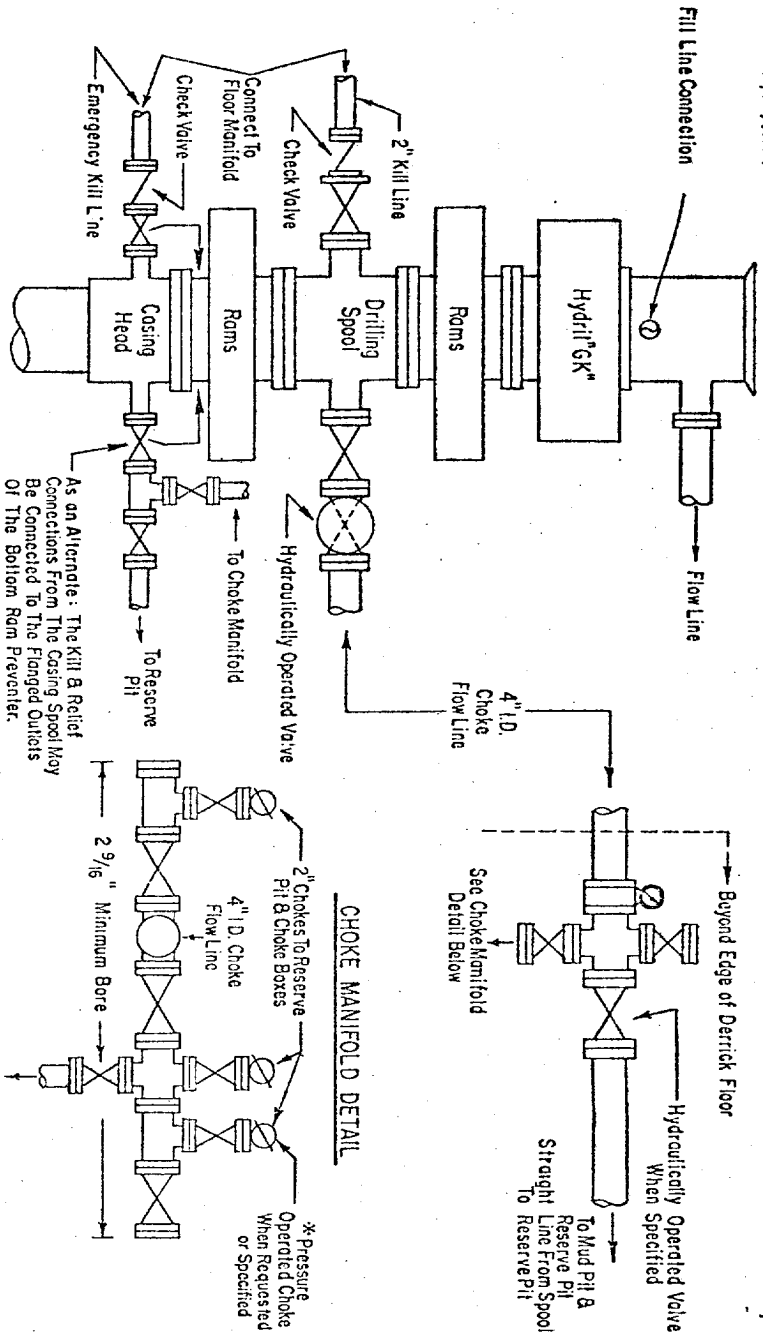 Fill Line Connection
Flow Line
Hydril "GK"
Rams
2" Kill Line
Check Valve
Drilling
Spool
Hydraulically Operated Valve
4" I.D.
Choke
Flow Line
Connect To
Floor Manifold
Rams
Check Valve
Emergency Kill Line
Casing
Head
To Choke Manifold
To Reserve
Pit
As an Alternate: The Kill & Relief
Connections From The Casing Spool May
Be Connected To The Flanged Outlets
Of The Bottom Ram Preventer.
Beyond Edge of Derrick Floor
Hydraulically Operated Valve
When Specified
See Choke Manifold
Detail Below
To Mud Pit &
Reserve Pit
Straight Line From Spool
To Reserve Pit
CHOKE MANIFOLD DETAIL
2" Chokes To Reserve
Pit & Choke Boxes
4" I.D. Choke
Flow Line
2 9/16" Minimum Bore
*Pressure
Operated Choke
When Requested
or Specified